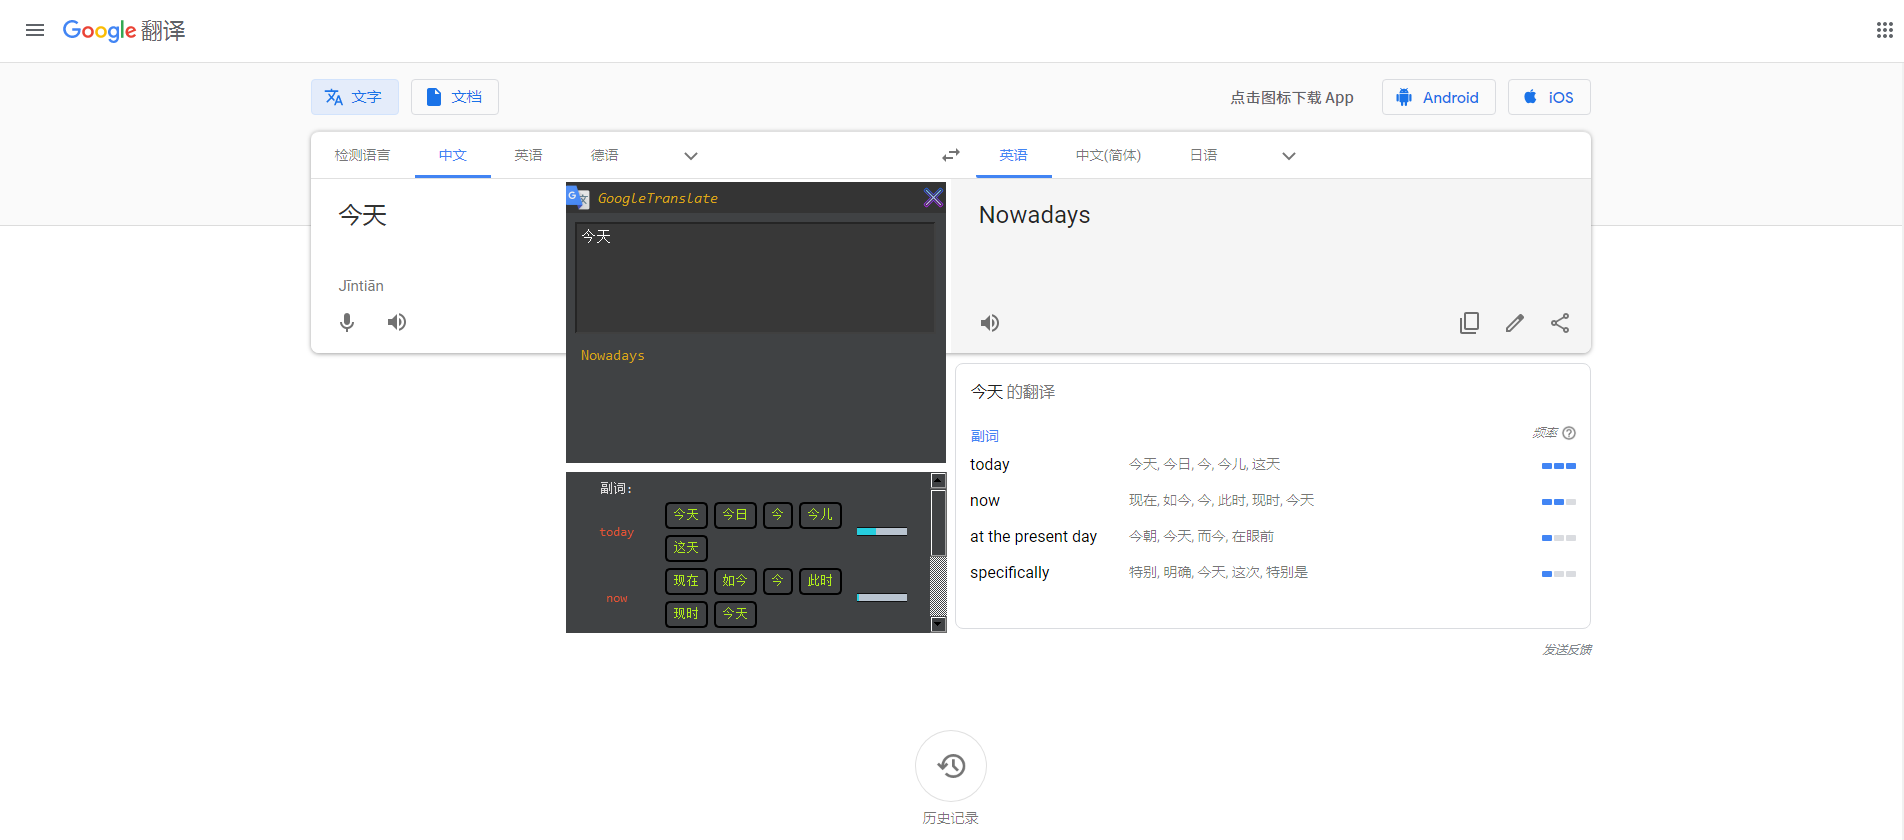 Google 翻译
文字
文档
点击图标下载 App
Android
iOS
检测语言
中文
英语
德语
英语
中文(简体)
日语
今天
Jīntiān
GoogleTranslate
今天
Nowadays
Nowadays
副词:
today
今天 今日 今 今儿
这天
now
现在 如今 今 此时
现时 今天
今天 的翻译
副词
频率
today 今天, 今日, 今, 今儿, 这天
now 现在, 如今, 今, 此时, 现时, 今天
at the present day 今朝, 今天, 而今, 在眼前
specifically 特别, 明确, 今天, 这次, 特别是
发送反馈
历史记录